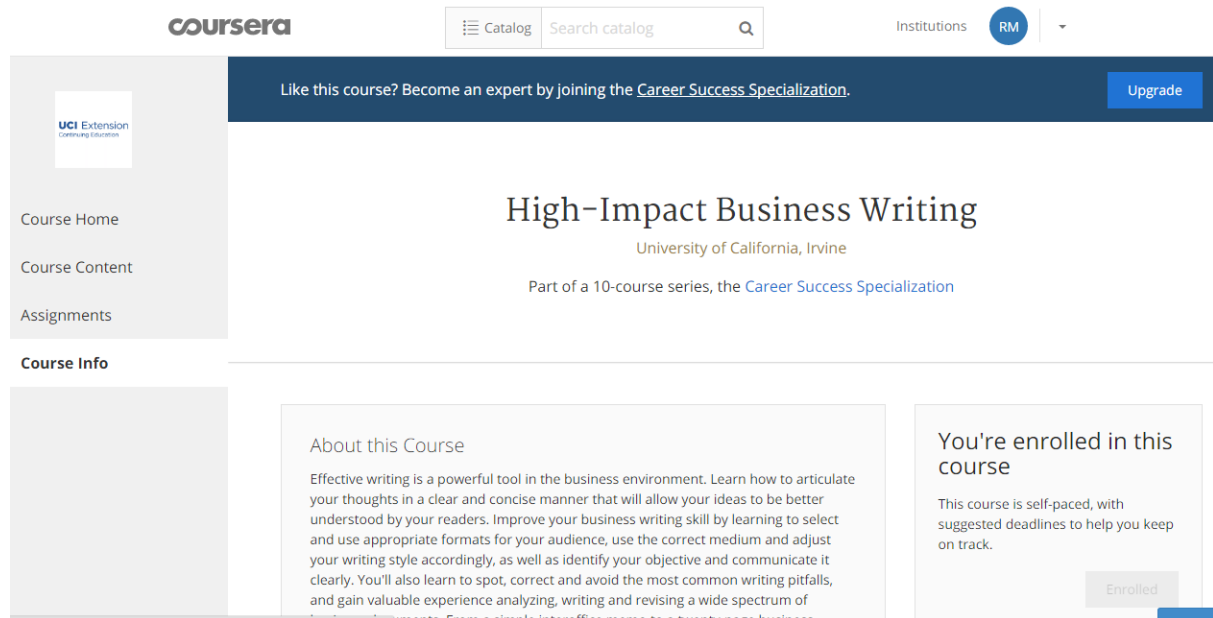 coursera
Catalog
Search catalog
Institutions
RM
UCI Extension
Continuing Education
Like this course? Become an expert by joining the Career Success Specialization.
Upgrade
Course Home
Course Content
Assignments
Course Info
High-Impact Business Writing
University of California, Irvine
Part of a 10-course series, the Career Success Specialization
About this Course
Effective writing is a powerful tool in the business environment. Learn how to articulate
your thoughts in a clear and concise manner that will allow your ideas to be better
understood by your readers. Improve your business writing skill by learning to select
and use appropriate formats for your audience, use the correct medium and adjust
your writing style accordingly, as well as identify your objective and communicate it
clearly. You'll also learn to spot, correct and avoid the most common writing pitfalls,
and gain valuable experience analyzing, writing and revising a wide spectrum of
You're enrolled in this
course
This course is self-paced, with
suggested deadlines to help you keep
on track.
Enrolled